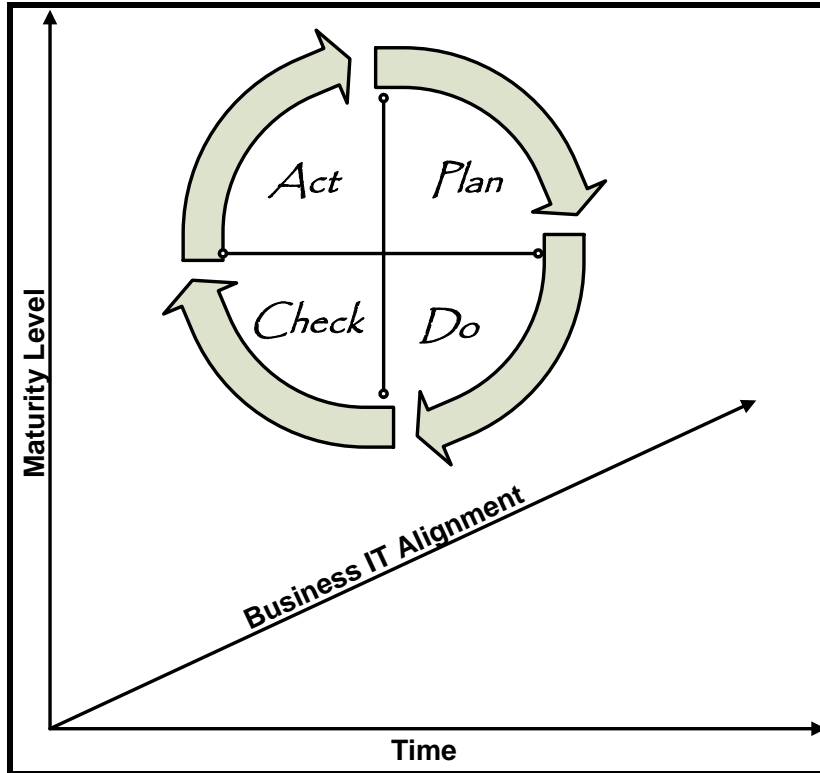 Act
Plan
Check
Do
Maturity Level
Business IT Alignment
Time